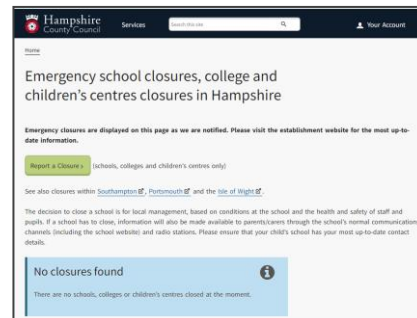 Hampshire
County Council
Services
Search this site
Your Account
Home
Emergency school closures, college and
children's centres closures in Hampshire
Emergency closures are displayed on this page as we are notified. Please visit the establishment website for the most up-to-
date information.
Report a Closure › (schools, colleges and children's centres only)
See also closures within Southampton, Portsmouth and the Isle of Wight.
The decision to close a school is for local management, based on conditions at the school and the health and safety of staff and
pupils. If a school has to close, information will also be made available to parents/carers through the school's normal communication
channels (including the school website) and radio stations. Please ensure that your child's school has your most up-to-date contact
details.
No closures found
There are no schools, colleges or children's centres closed at the moment.